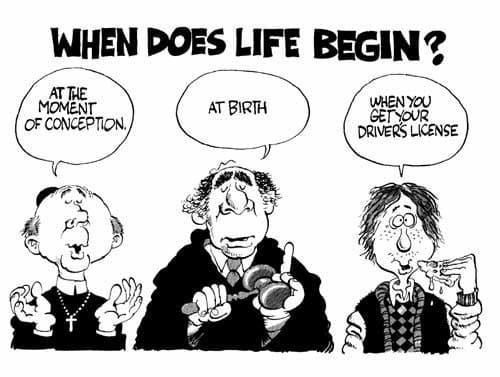 WHEN DOES LIFE BEGIN?
AT THE
MOMENT
OF CONCEPTION.
AT BIRTH
WHEN YOU
GET YOUR
DRIVER'S LICENSE